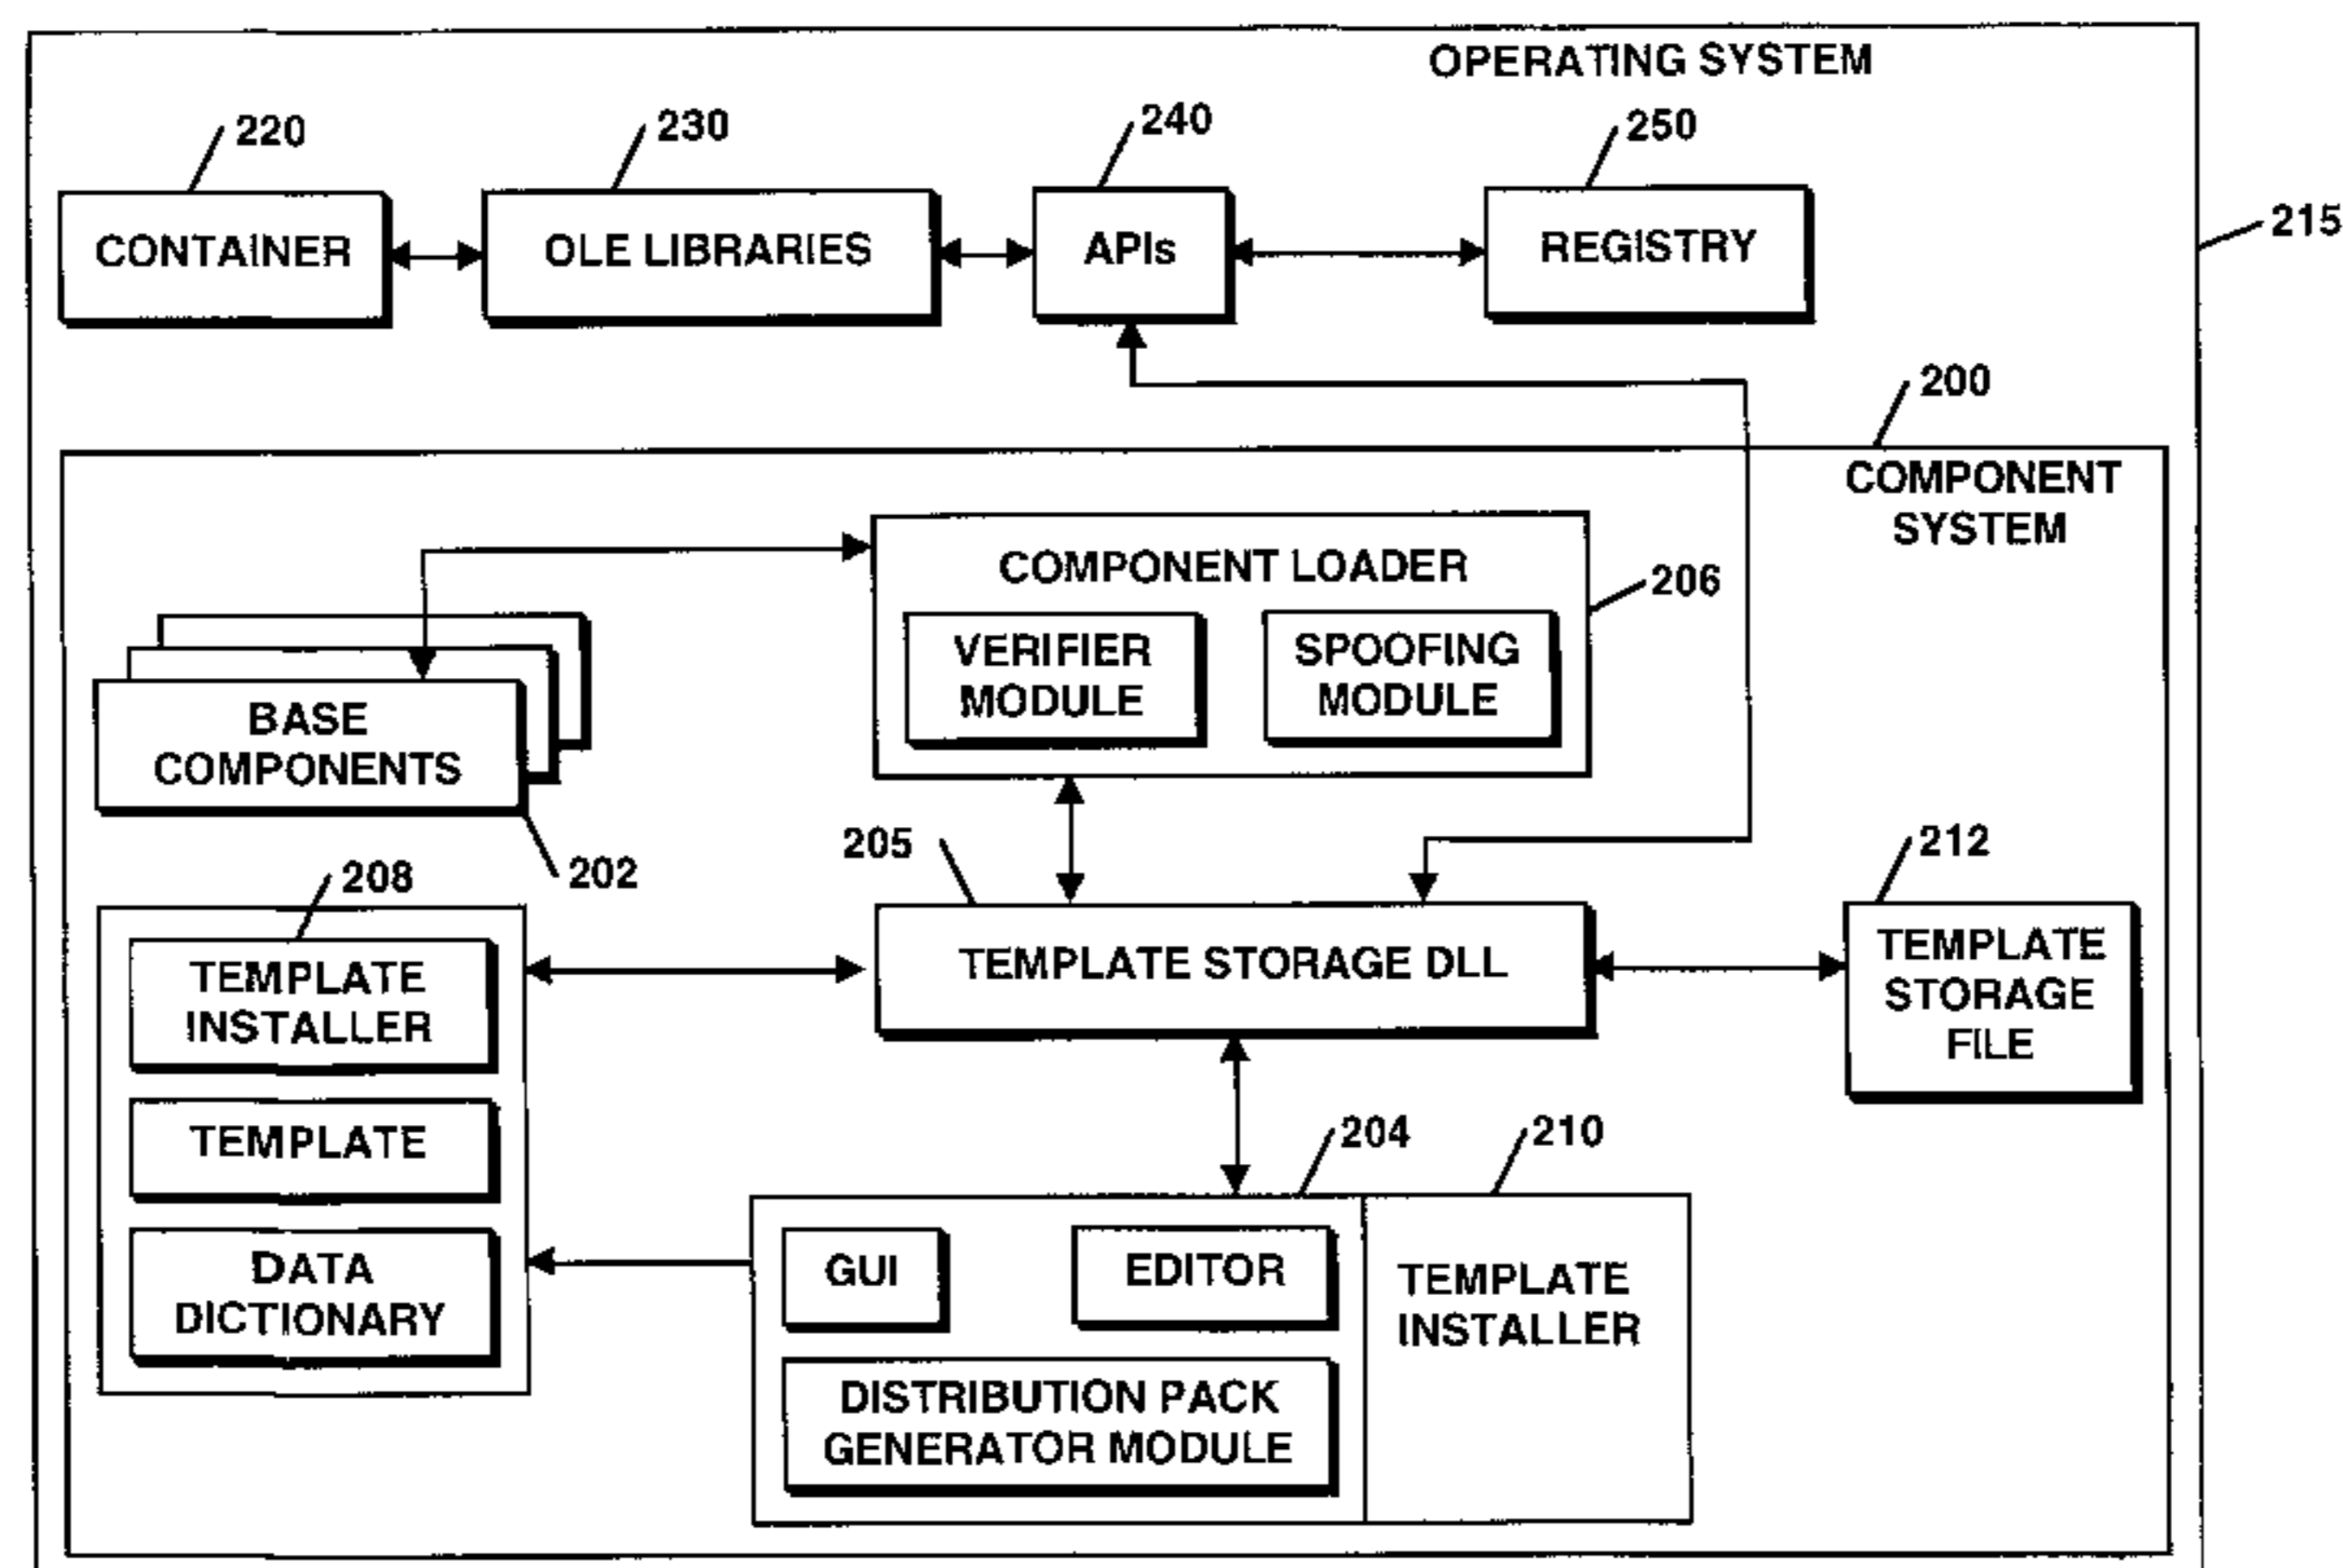 OPERATING SYSTEM
220
230
240
250
215
CONTAINER
OLE LIBRARIES
APIs
REGISTRY
200
COMPONENT
SYSTEM
COMPONENT LOADER
206
VERIFIER
MODULE
SPOOFING
MODULE
BASE
COMPONENTS
202
205
212
208
TEMPLATE
INSTALLER
TEMPLATE STORAGE DLL
TEMPLATE
STORAGE
FILE
TEMPLATE
204
210
DATA
DICTIONARY
GUI
EDITOR
TEMPLATE
INSTALLER
DISTRIBUTION PACK
GENERATOR MODULE